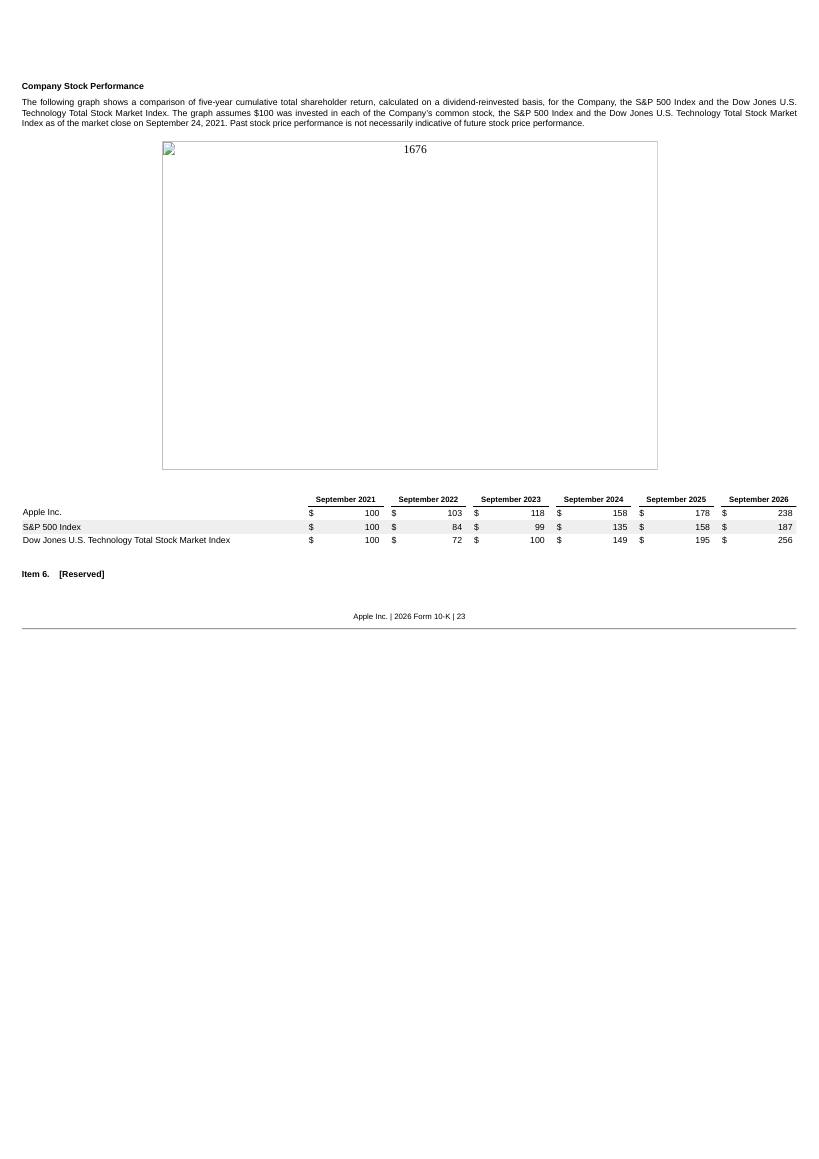 Company Stock Performance
The following graph shows a comparison of five-year cumulative total shareholder return, calculated on a dividend-reinvested basis, for the Company, the S&P 500 Index and the Dow Jones U.S.
Technology Total Stock Market Index. The graph assumes $100 was invested in each of the Company's common stock, the S&P 500 Index and the Dow Jones U.S. Technology Total Stock Market
Index as of the market close on September 24, 2021. Past stock price performance is not necessarily indicative of future stock price performance.
1676
September 2021 September 2022 September 2023 September 2024 September 2025 September 2026
Apple Inc. $ 100 $ 103 $ 118 $ 158 $ 178 $ 238
S&P 500 Index $ 100 $ 84 $ 99 $ 135 $ 158 $ 187
Dow Jones U.S. Technology Total Stock Market Index $ 100 $ 72 $ 100 $ 149 $ 195 $ 256
Item 6. [Reserved]
Apple Inc. | 2026 Form 10-K | 23